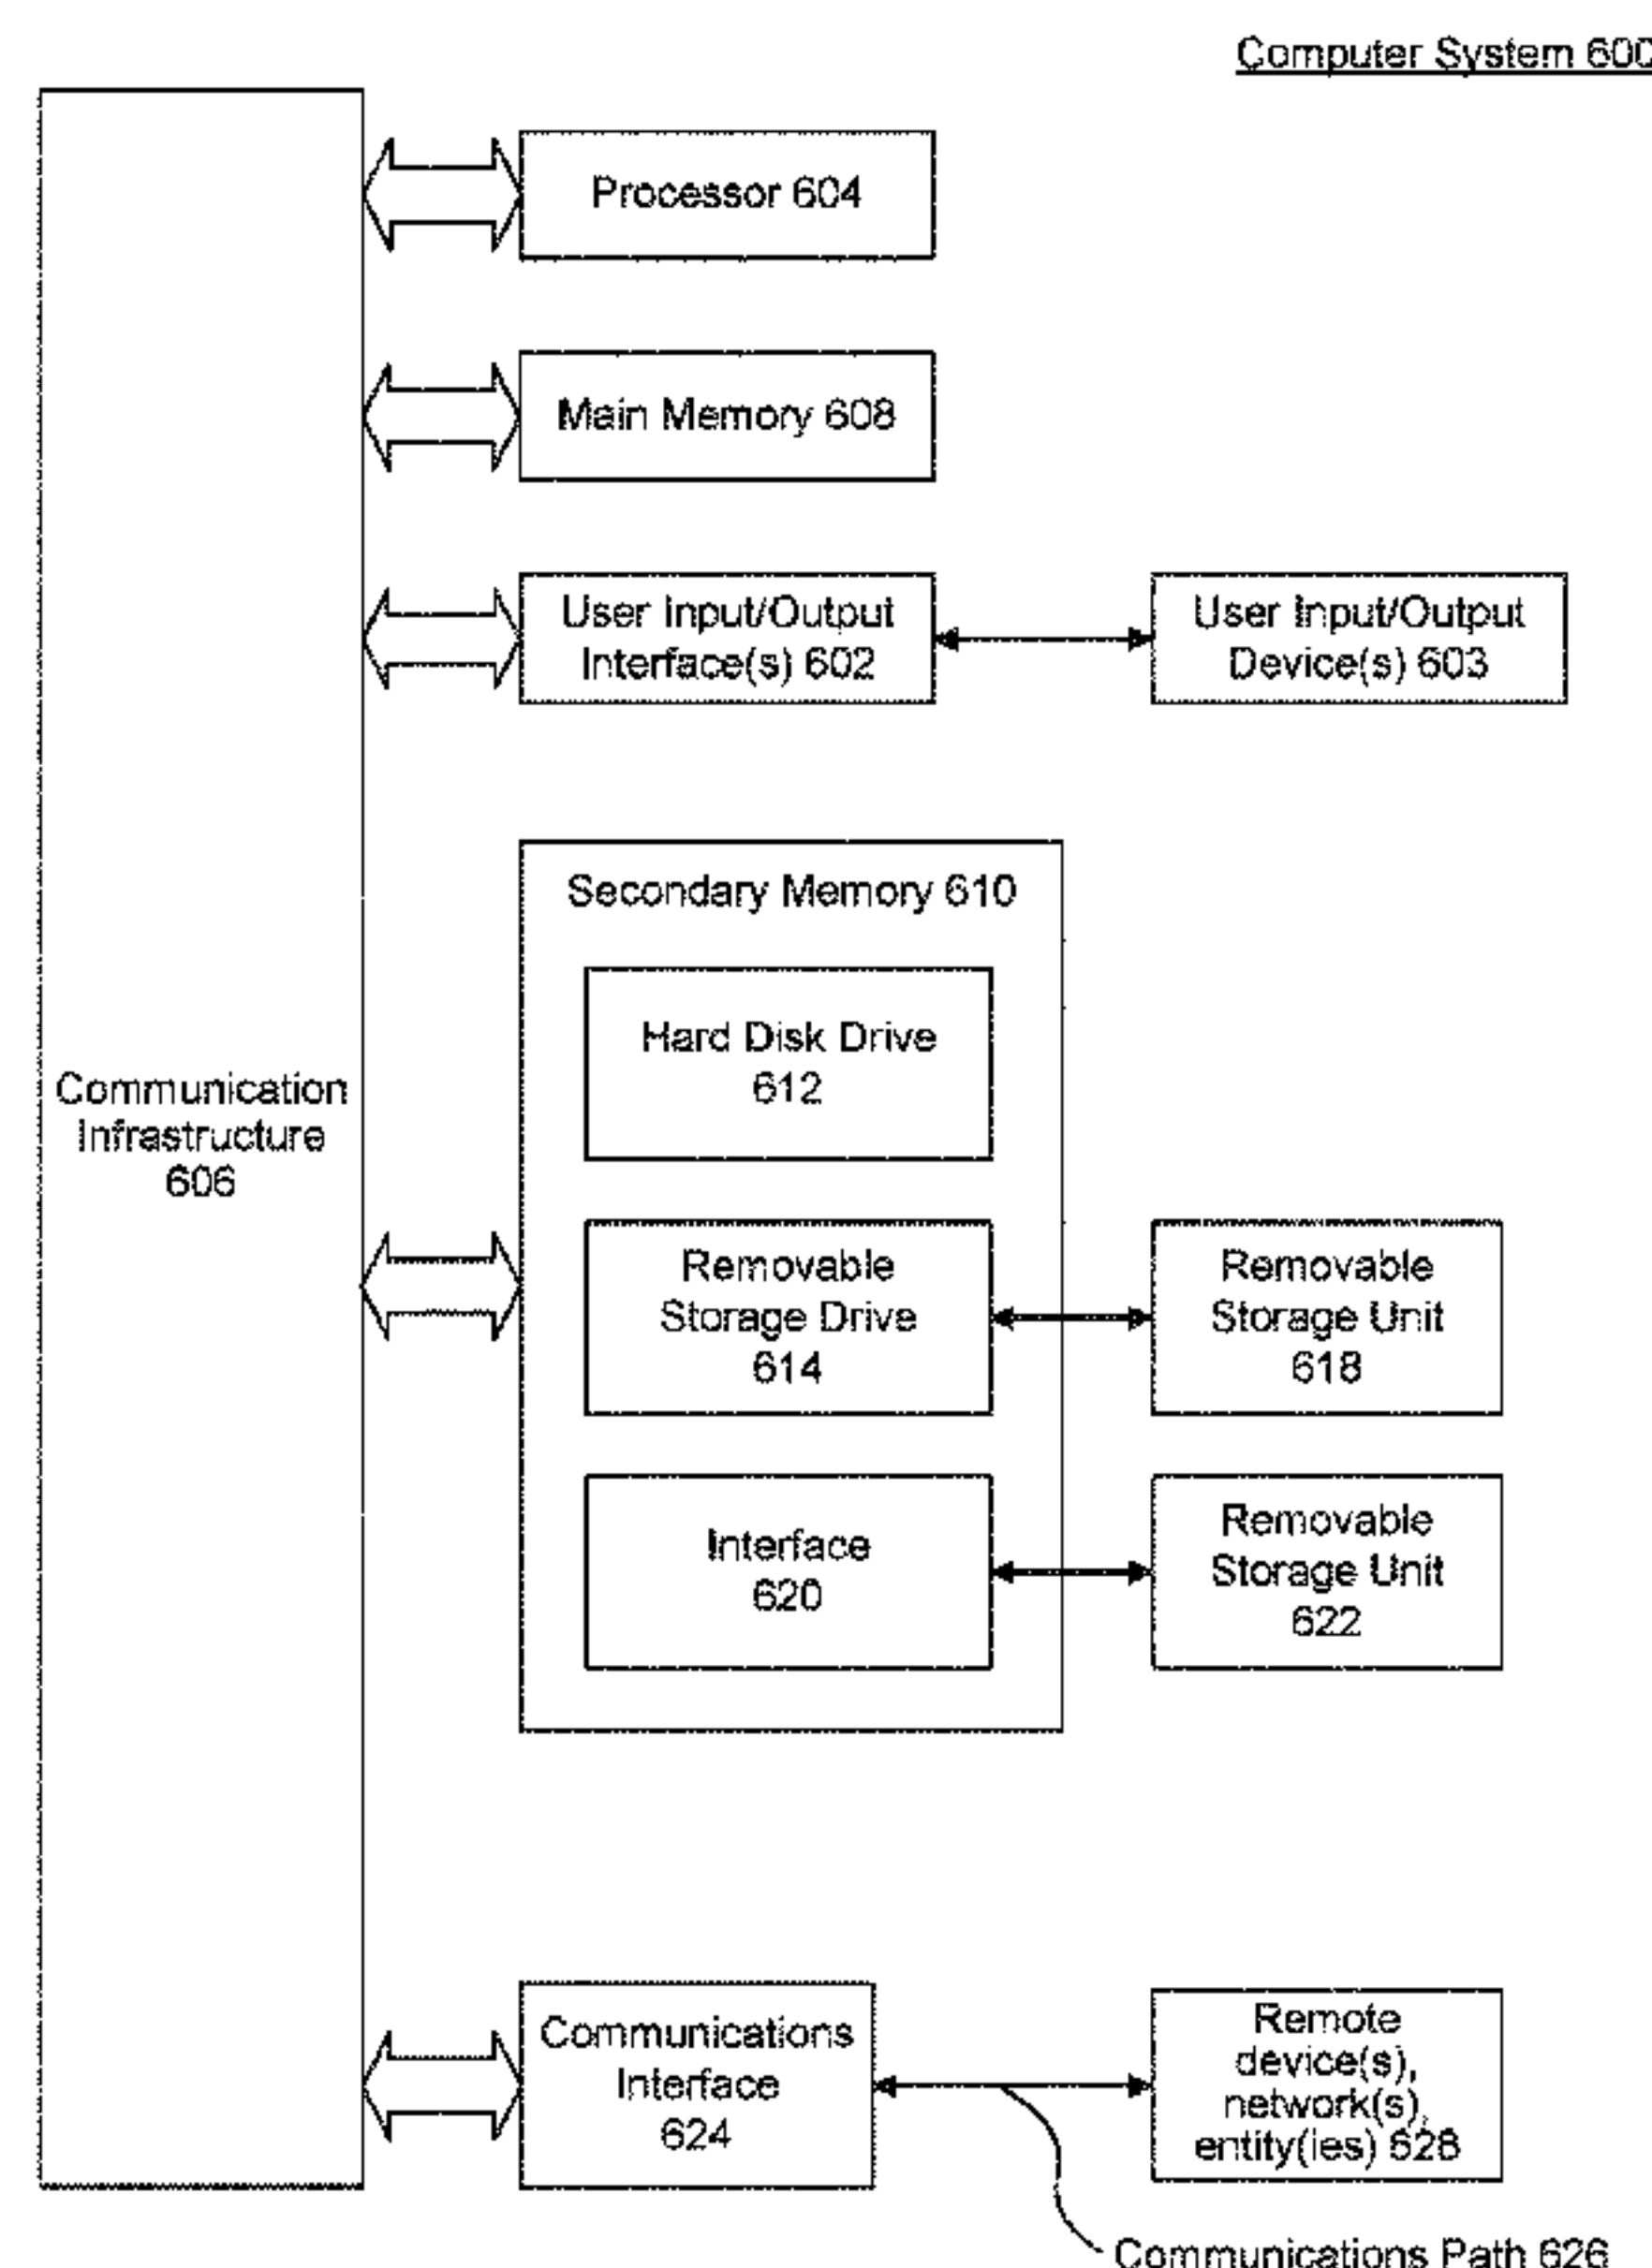 Computer System 600
Processor 604
Main Memory 608
User Input/Output
Interface(s) 602
User Input/Output
Device(s) 603
Secondary Memory 610
Hard Disk Drive
612
Communication
Infrastructure
606
Removable
Storage Drive
614
Removable
Storage Unit
618
Interface
620
Removable
Storage Unit
622
Communications
Interface
624
Remote
device(s),
network(s),
entity(ies) 628
Communications Path 626